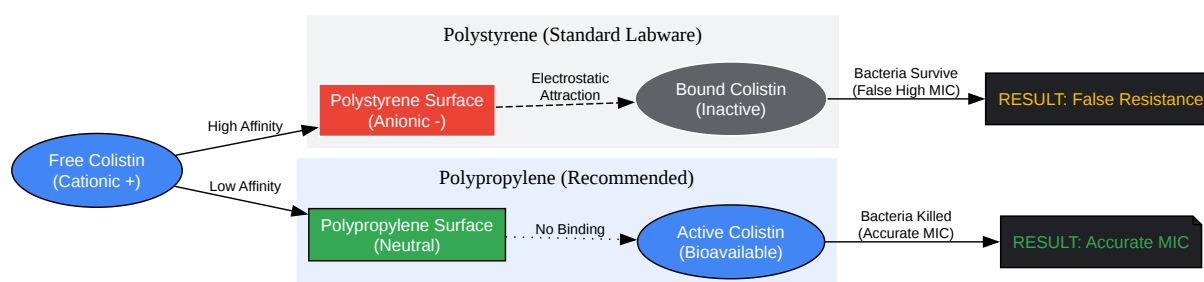 Free Colistin
(Cationic +)
High Affinity
Low Affinity
Polystyrene (Standard Labware)
Polystyrene Surface
(Anionic -)
Electrostatic
Attraction
Bound Colistin
(Inactive)
Bacteria Survive
(False High MIC)
RESULT: False Resistance
Polypropylene (Recommended)
Polypropylene Surface
(Neutral)
No Binding
Active Colistin
(Bioavailable)
Bacteria Killed
(Accurate MIC)
RESULT: Accurate MIC